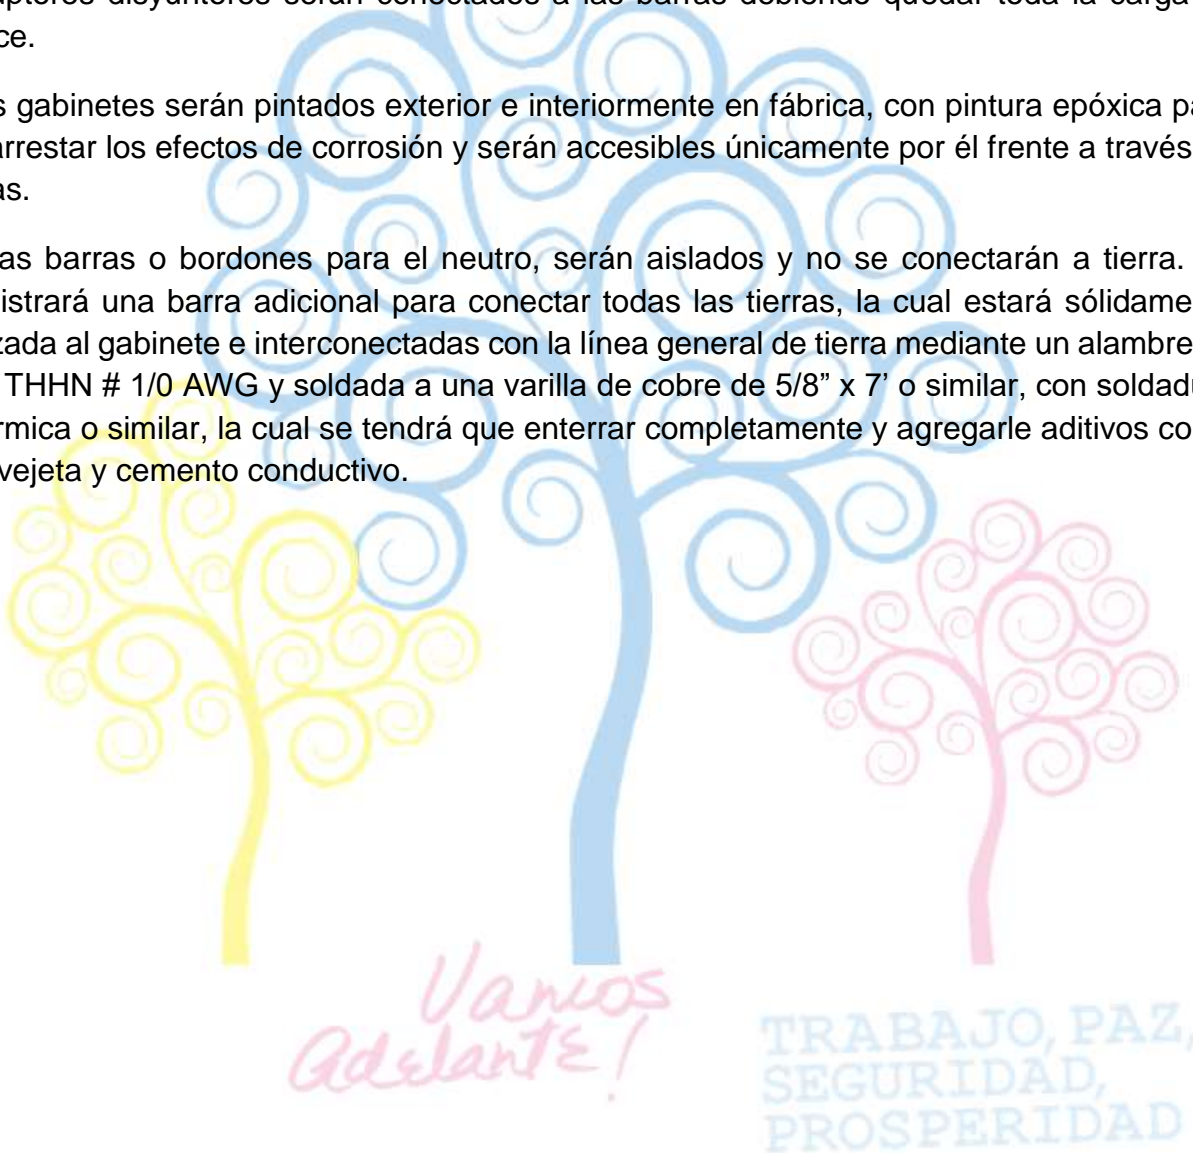 uptores disyuntores serán conectados a las barras debiendo quedar toda la carga
ce.
s gabinetes serán pintados exterior e interiormente en fábrica, con pintura epóxica pa
arrestar los efectos de corrosión y serán accesibles únicamente por él frente a través
as.
as barras o bordones para el neutro, serán aislados y no se conectarán a tierra.
istrará una barra adicional para conectar todas las tierras, la cual estará sólidame
zada al gabinete e interconectadas con la línea general de tierra mediante un alambre
THHN # 1/0 AWG y soldada a una varilla de cobre de 5/8” x 7’ o similar, con soldadu
rmica o similar, la cual se tendrá que enterrar completamente y agregarle aditivos co
vejeta y cemento conductivo.
Vamos
adelante!
TRABAJO, PAZ,
SEGURIDAD,
PROSPERIDAD